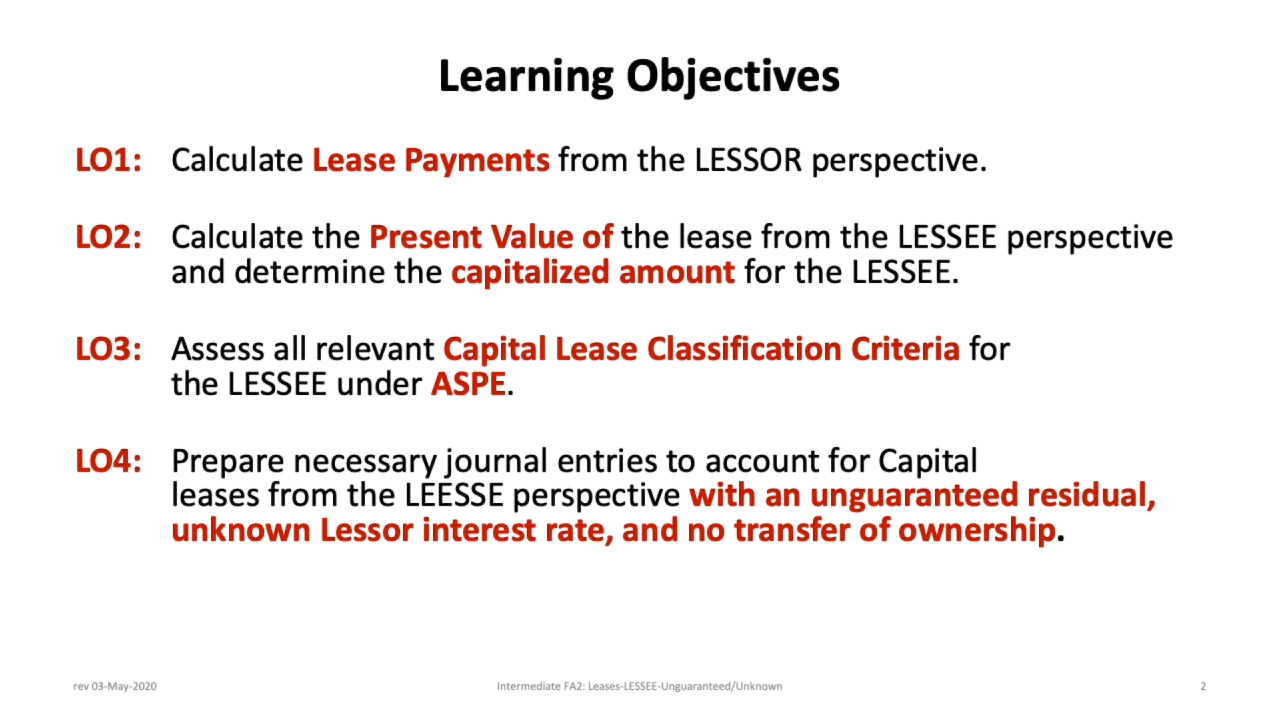 Learning Objectives
LO1: Calculate Lease Payments from the LESSOR perspective.
LO2: Calculate the Present Value of the lease from the LESSEE perspective
and determine the capitalized amount for the LESSEE.
LO3: Assess all relevant Capital Lease Classification Criteria for
the LESSEE under ASPE.
LO4: Prepare necessary journal entries to account for Capital
leases from the LEESSE perspective with an unguaranteed residual,
unknown Lessor interest rate, and no transfer of ownership.
rev 03-May-2020 Intermediate FA2: Leases-LESSEE-Unguaranteed/Unknown 2